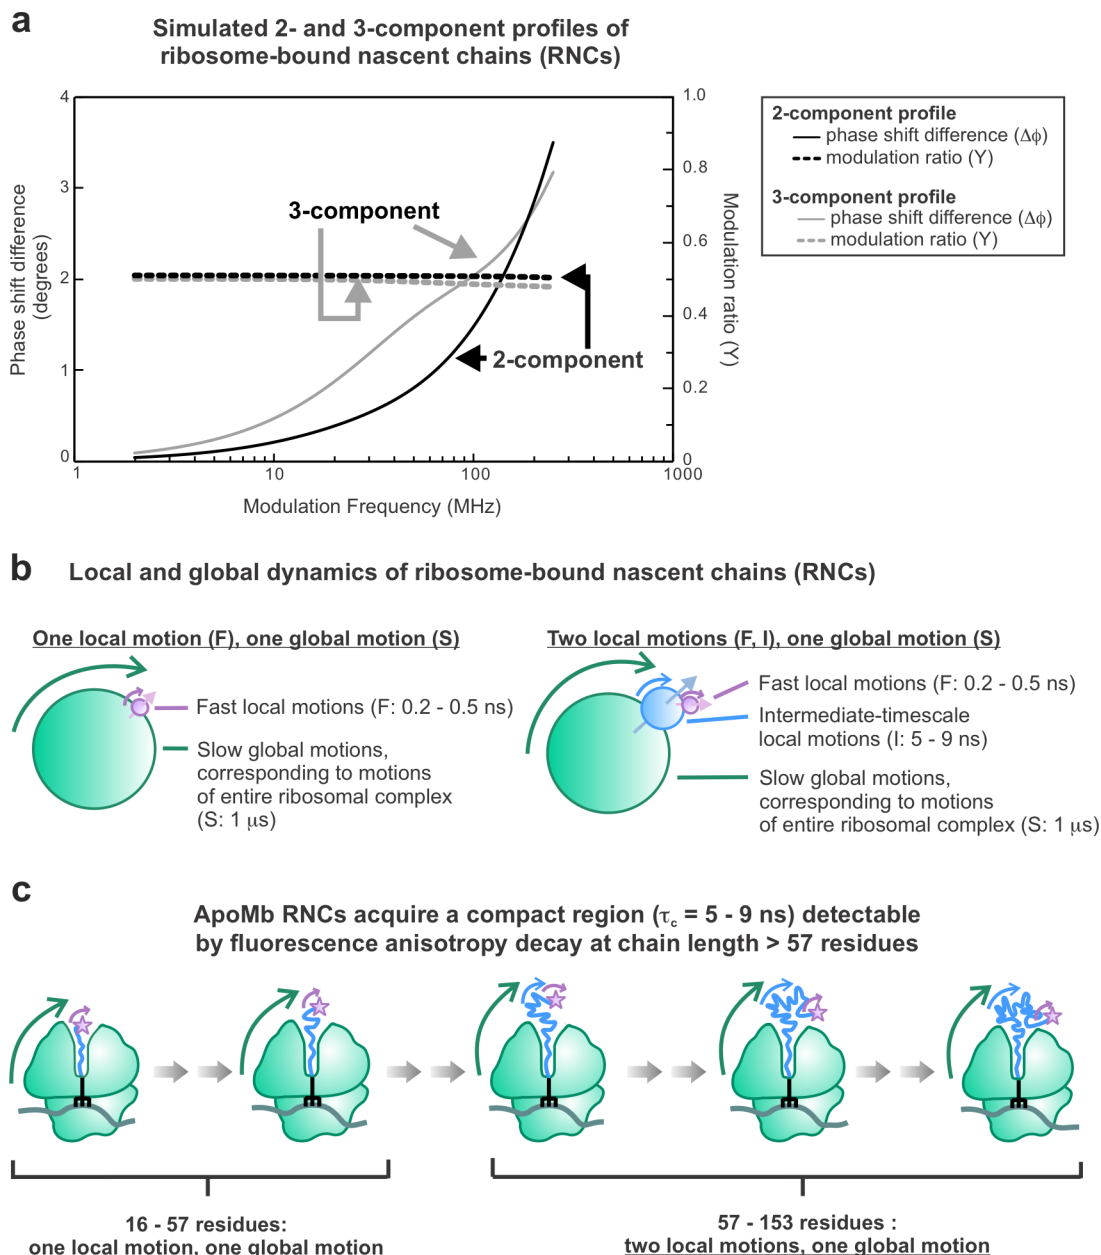 a
Simulated 2- and 3-component profiles of
ribosome-bound nascent chains (RNCs)
4
3
2
1
0
Phase shift difference
(degrees)
1.0
0.8
0.6
0.4
0.2
0
Modulation ratio (Y)
1
10
100
1000
Modulation Frequency (MHz)
3-component
2-component
2-component profile
phase shift difference (Δϕ)
modulation ratio (Y)
3-component profile
phase shift difference (Δϕ)
modulation ratio (Y)
b
Local and global dynamics of ribosome-bound nascent chains (RNCs)
One local motion (F), one global motion (S)
Fast local motions (F: 0.2 - 0.5 ns)
Slow global motions,
corresponding to motions
of entire ribosomal complex
(S: 1 μs)
Two local motions (F, I), one global motion (S)
Fast local motions (F: 0.2 - 0.5 ns)
Intermediate-timescale
local motions (I: 5 - 9 ns)
Slow global motions,
corresponding to motions
of entire ribosomal complex (S: 1 μs)
c
ApoMb RNCs acquire a compact region (τc = 5 - 9 ns) detectable
by fluorescence anisotropy decay at chain length > 57 residues
16 - 57 residues:
one local motion, one global motion
57 - 153 residues :
two local motions, one global motion